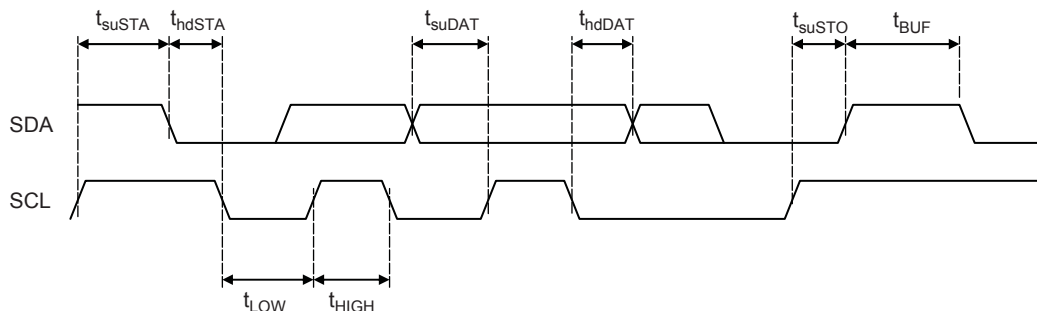 tsuSTA thdSTA tsuDAT thdDAT tsuSTO tBUF
SDA
SCL
tLOW tHIGH